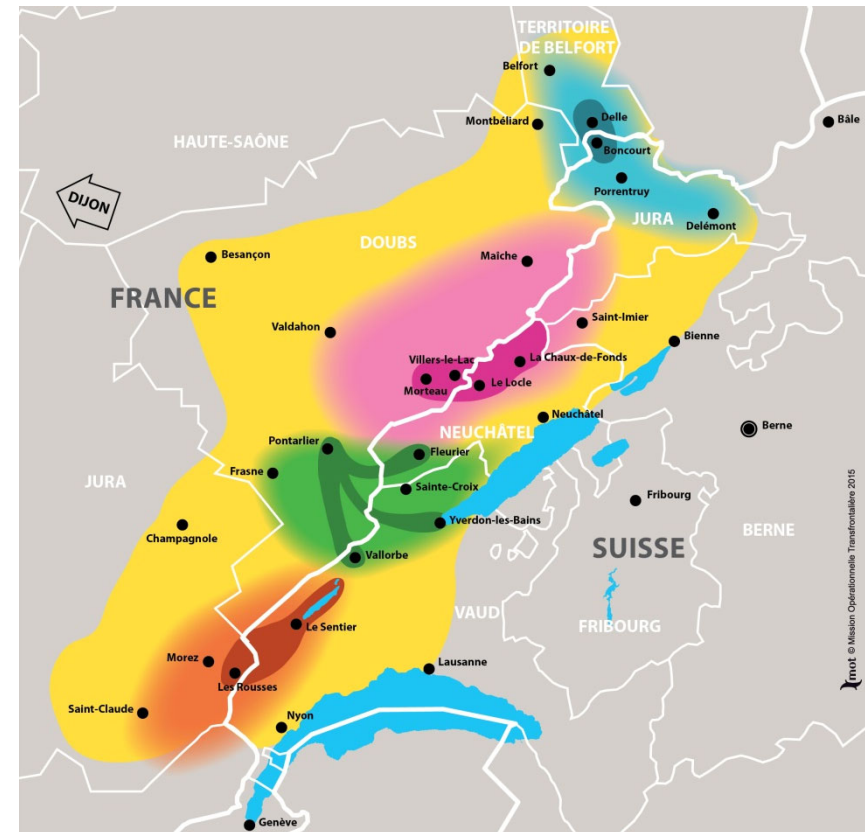 TERRITOIRE
DE BELFORT
Belfort
Montbéliard
Delle
Bâle
HAUTE-SAÔNE
Boncourt
Porrentruy
DIJON
JURA
Delémont
DOUBS
Besançon
Maîche
FRANCE
Saint-Imier
Valdahon
Bienne
Villers-le-Lac
La Chaux-de-Fonds
Morteau
Le Locle
Neuchâtel
Berne
NEUCHÂTEL
Pontarlier
Fleurier
Frasne
JURA
Sainte-Croix
Fribourg
Champagnole
Yverdon-les-Bains
BERNE
SUISSE
Vallorbe
VAUD
FRIBOURG
Le Sentier
Morez
Lausanne
Les Rousses
Saint-Claude
Nyon
Genève
mot © Mission Opérationnelle Transfrontalière 2015